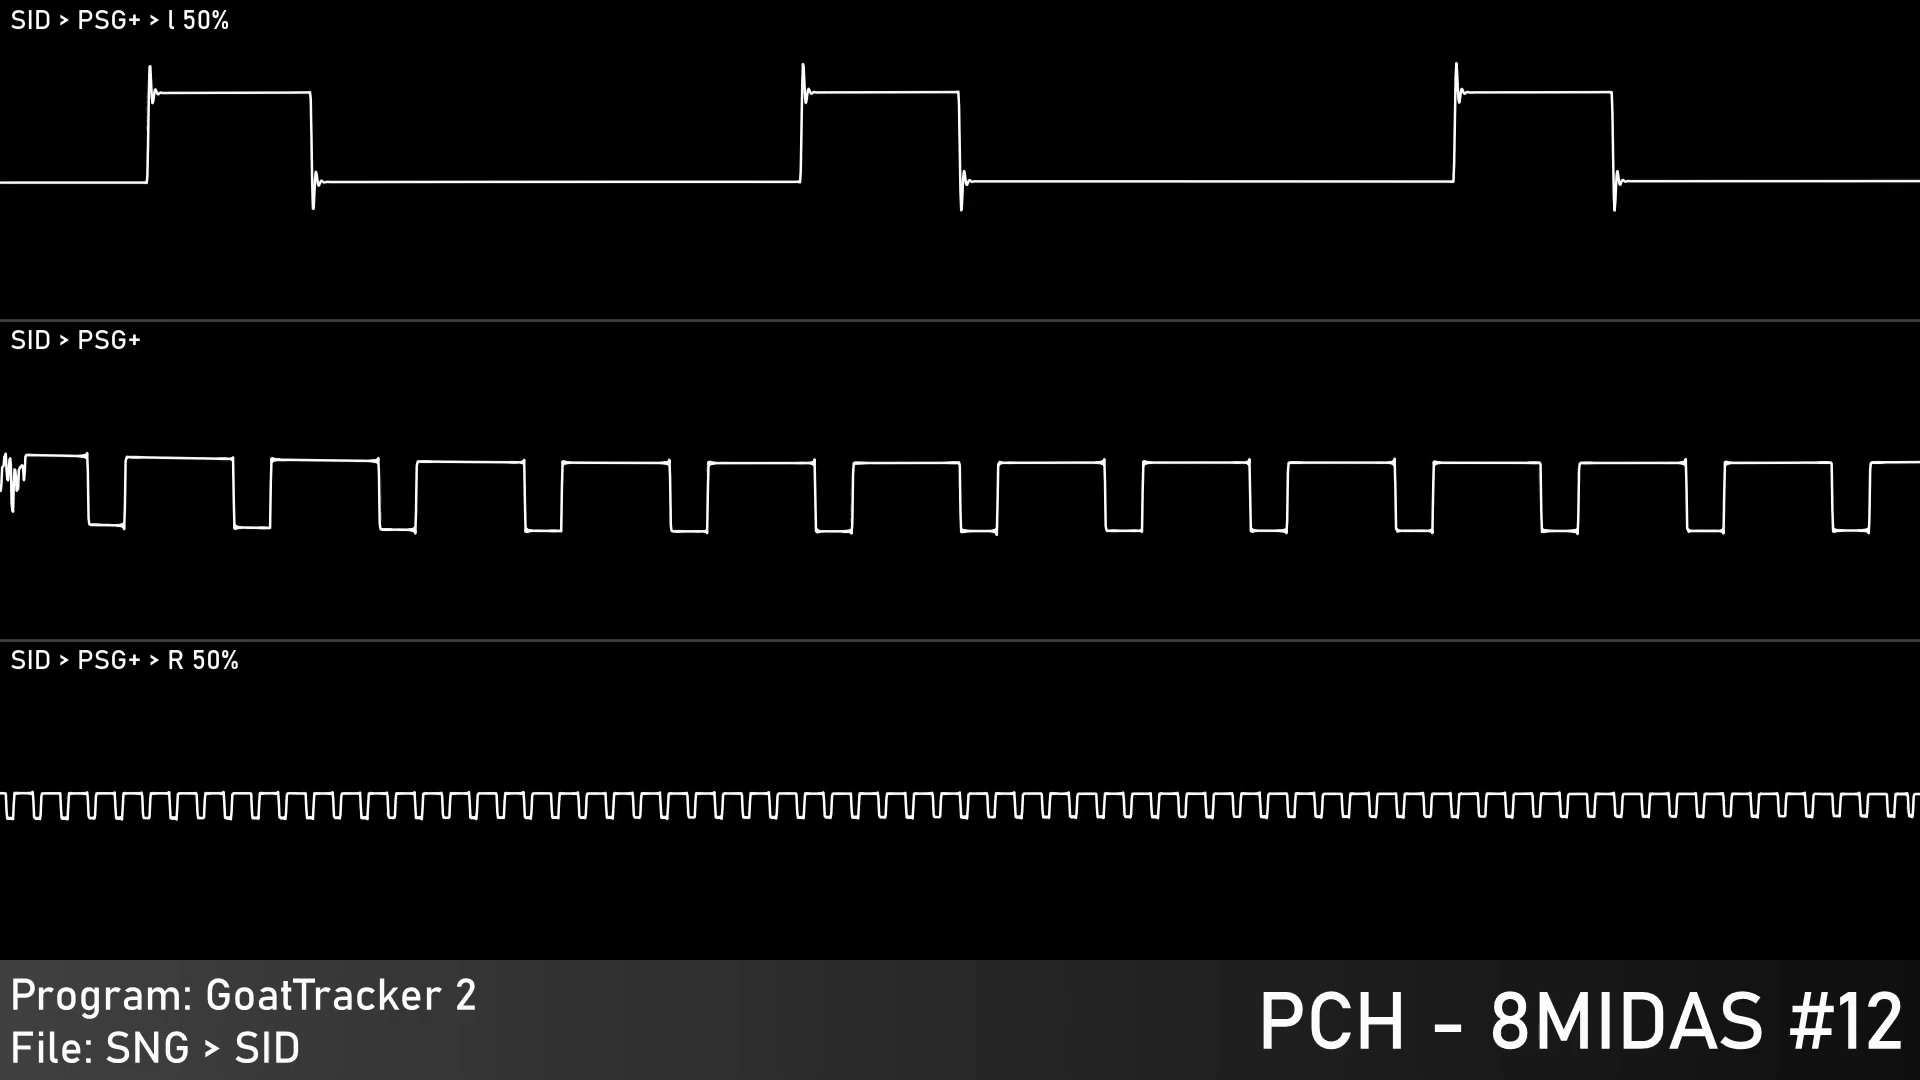 SID > PSG+ > l 50%
SID > PSG+
SID > PSG+ > R 50%
Program: GoatTracker 2
File: SNG > SID
PCH - 8MIDAS #12